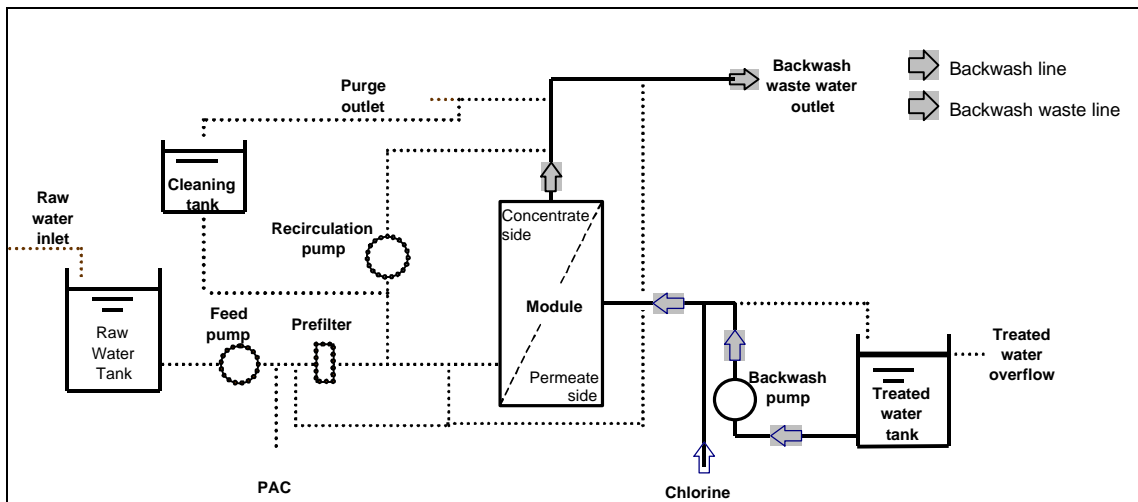 Purge
outlet
Backwash
waste water
outlet
Backwash line
Backwash waste line
Cleaning
tank
Raw
water
inlet
Recirculation
pump
Concentrate
side
Module
Permeate
side
Feed
pump
Prefilter
Raw
Water
Tank
Backwash
pump
Treated
water
tank
Treated
water
overflow
PAC
Chlorine